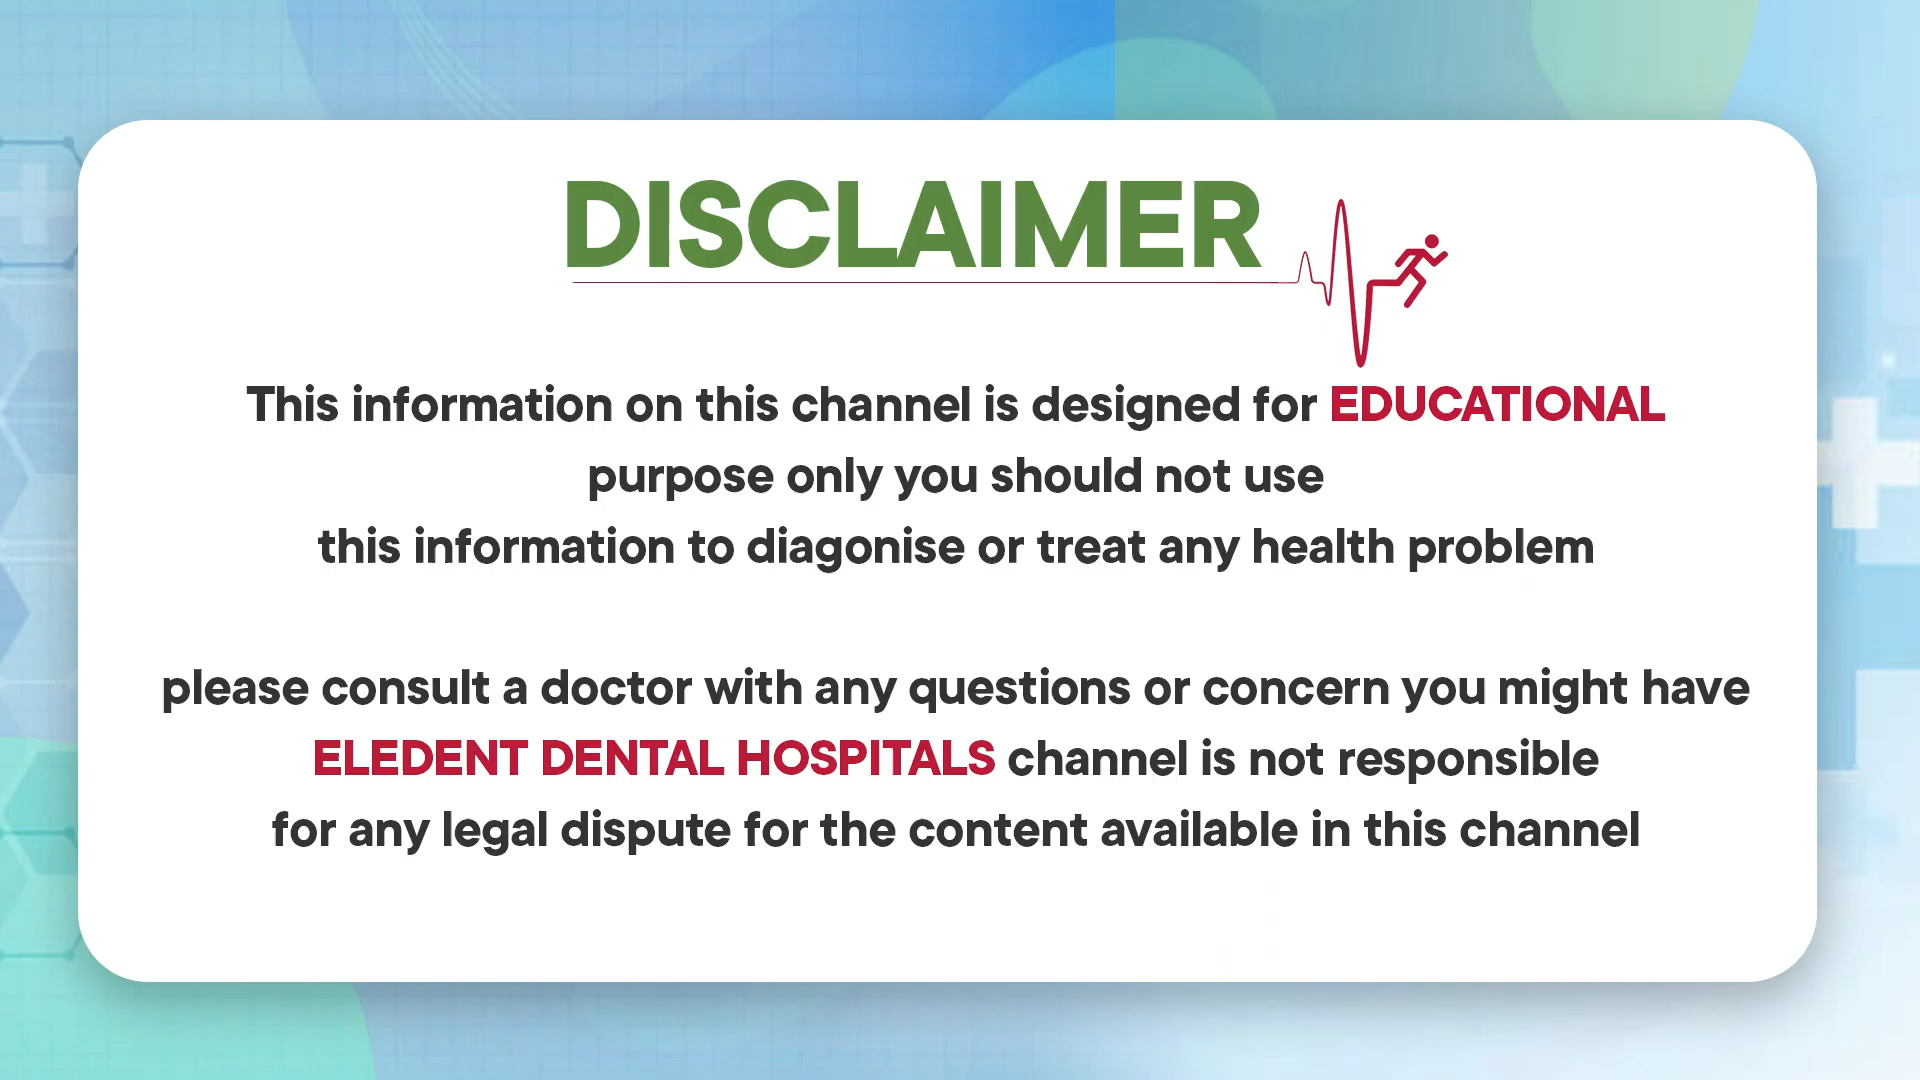 DISCLAIMER
This information on this channel is designed for EDUCATIONAL
purpose only you should not use
this information to diagonise or treat any health problem
please consult a doctor with any questions or concern you might have
ELEDENT DENTAL HOSPITALS channel is not responsible
for any legal dispute for the content available in this channel